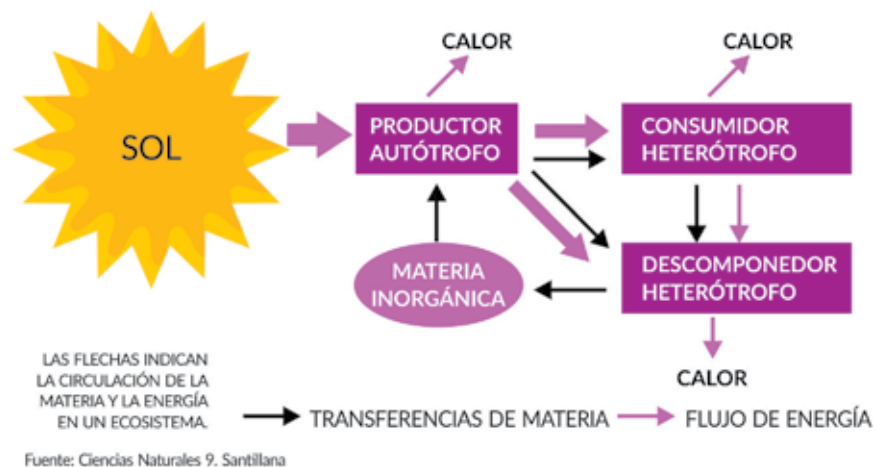 CALOR
CALOR
SOL
PRODUCTOR
AUTÓTROFO
CONSUMIDOR
HETERÓTROFO
MATERIA
INORGÁNICA
DESCOMPONEDOR
HETERÓTROFO
CALOR
LAS FLECHAS INDICAN
LA CIRCULACIÓN DE LA
MATERIA Y LA ENERGÍA
EN UN ECOSISTEMA.
TRANSFERENCIAS DE MATERIA
FLUJO DE ENERGÍA
Fuente: Ciencias Naturales 9. Santillana